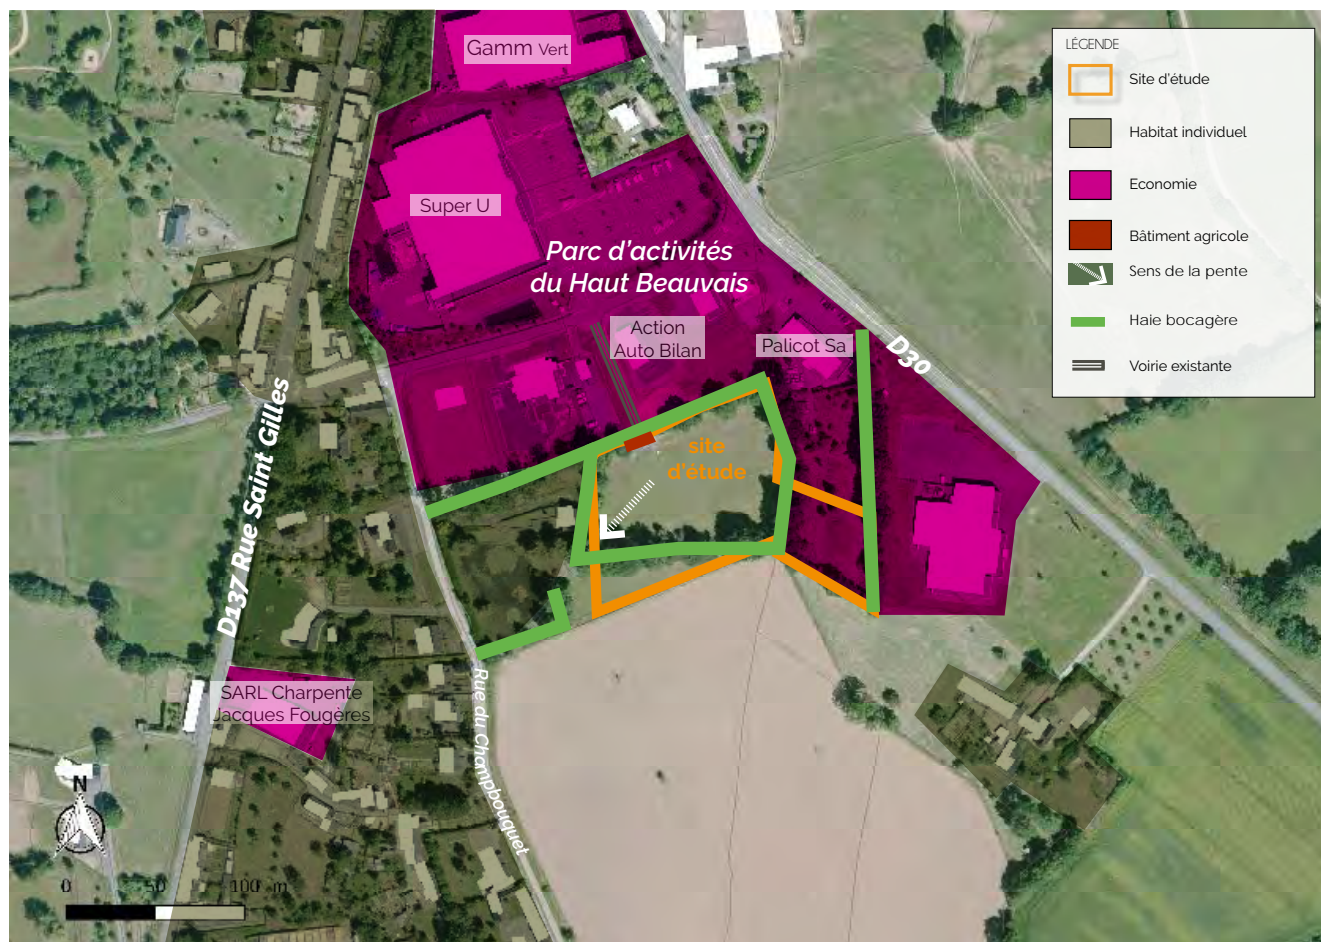 Gamm Vert
Super U
Parc d'activités
du Haut Beauvais
Action
Auto Bilan
Palicot Sa
D30
site
d'étude
D137 Rue Saint Gilles
SARL Charpente
Jacques Fougères
Rue du Champbouquet
N
0 50 100 m
LÉGENDE
Site d'étude
Habitat individuel
Economie
Bâtiment agricole
Sens de la pente
Haie bocagère
Voirie existante